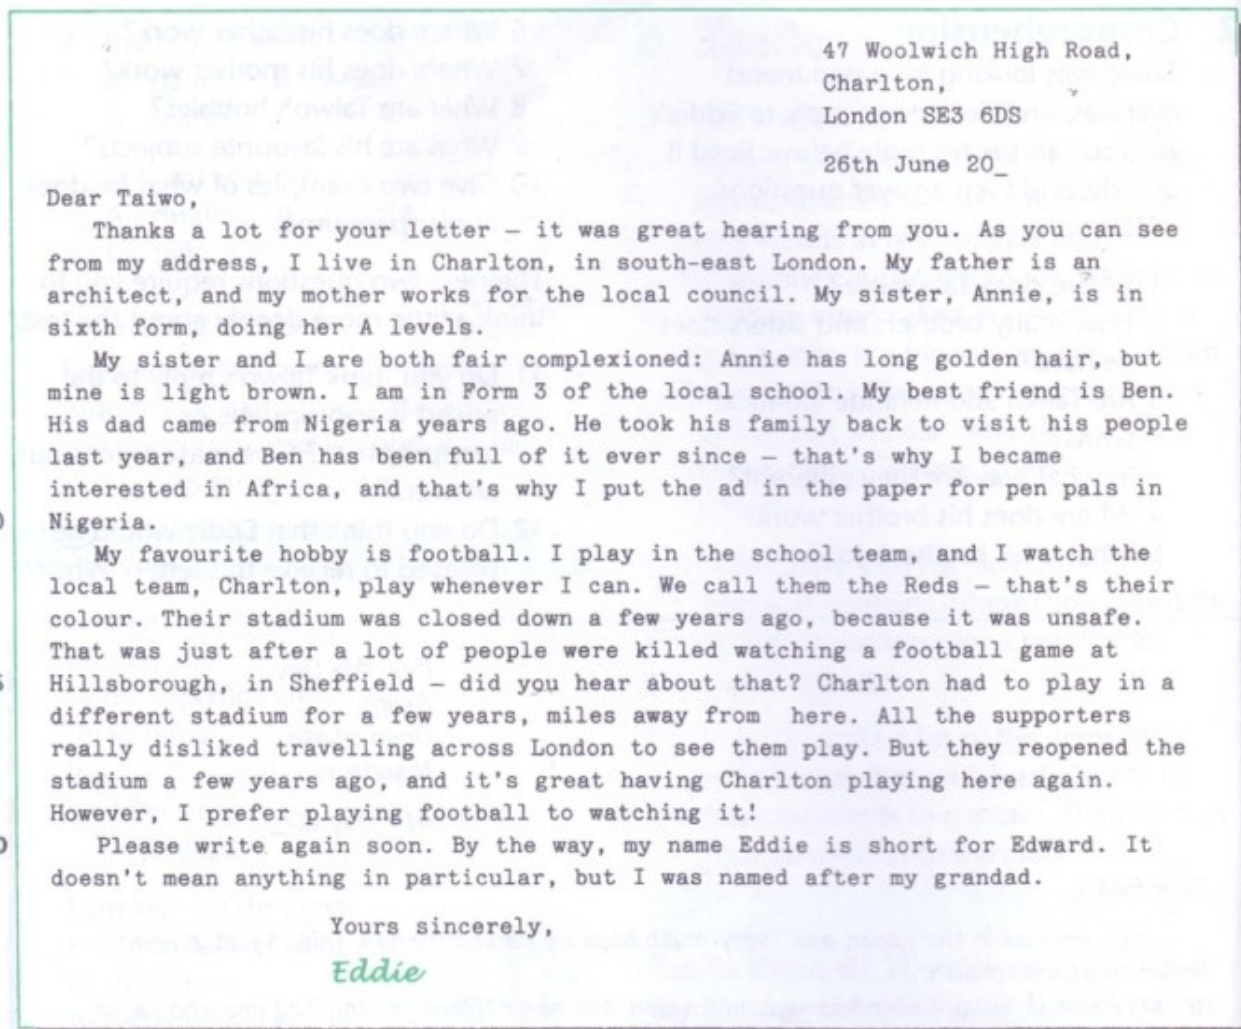 47 Woolwich High Road,
Charlton,
London SE3 6DS
26th June 20_
Dear Taiwo,
Thanks a lot for your letter – it was great hearing from you. As you can see
from my address, I live in Charlton, in south-east London. My father is an
architect, and my mother works for the local council. My sister, Annie, is in
sixth form, doing her A levels.
My sister and I are both fair complexioned: Annie has long golden hair, but
mine is light brown. I am in Form 3 of the local school. My best friend is Ben.
His dad came from Nigeria years ago. He took his family back to visit his people
last year, and Ben has been full of it ever since – that's why I became
interested in Africa, and that's why I put the ad in the paper for pen pals in
Nigeria.
My favourite hobby is football. I play in the school team, and I watch the
local team, Charlton, play whenever I can. We call them the Reds – that's their
colour. Their stadium was closed down a few years ago, because it was unsafe.
That was just after a lot of people were killed watching a football game at
Hillsborough, in Sheffield – did you hear about that? Charlton had to play in a
different stadium for a few years, miles away from here. All the supporters
really disliked travelling across London to see them play. But they reopened the
stadium a few years ago, and it's great having Charlton playing here again.
However, I prefer playing football to watching it!
Please write again soon. By the way, my name Eddie is short for Edward. It
doesn't mean anything in particular, but I was named after my grandad.
Yours sincerely,
Eddie